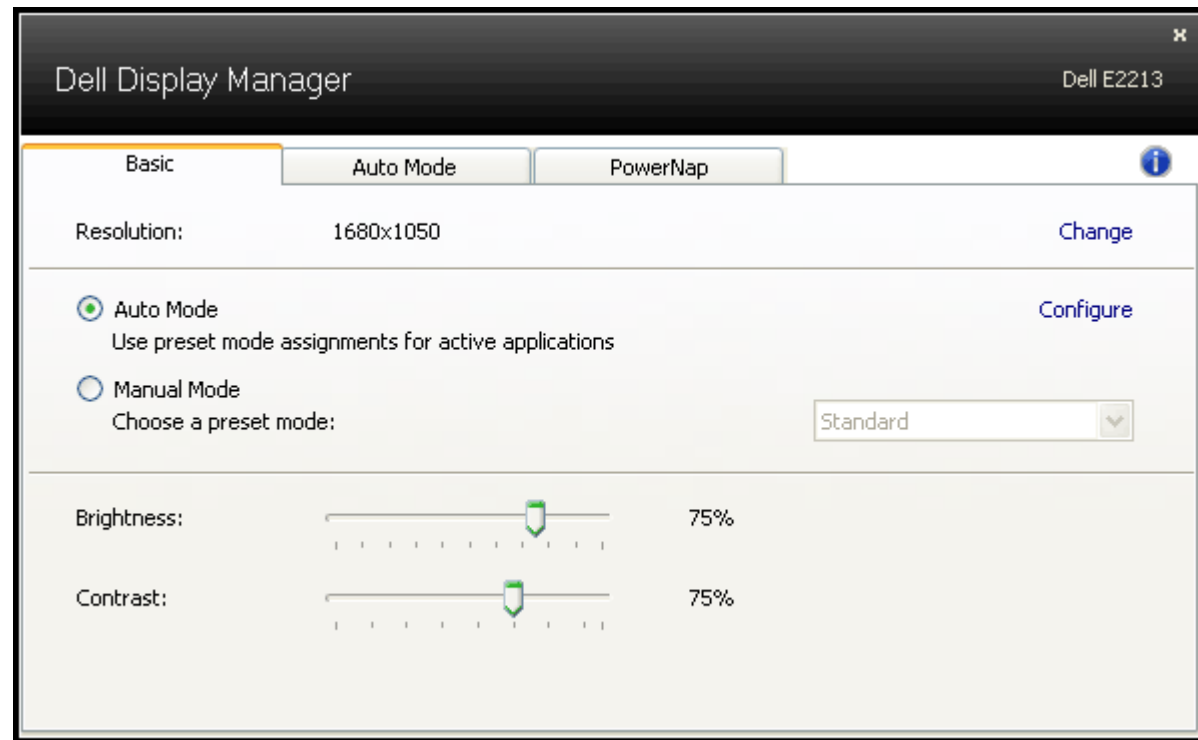 Dell Display Manager
Dell E2213
Basic
Auto Mode
PowerNap
Resolution:
1680x1050
Change
Auto Mode
Configure
Use preset mode assignments for active applications
Manual Mode
Choose a preset mode:
Standard
Brightness:
75%
Contrast:
75%